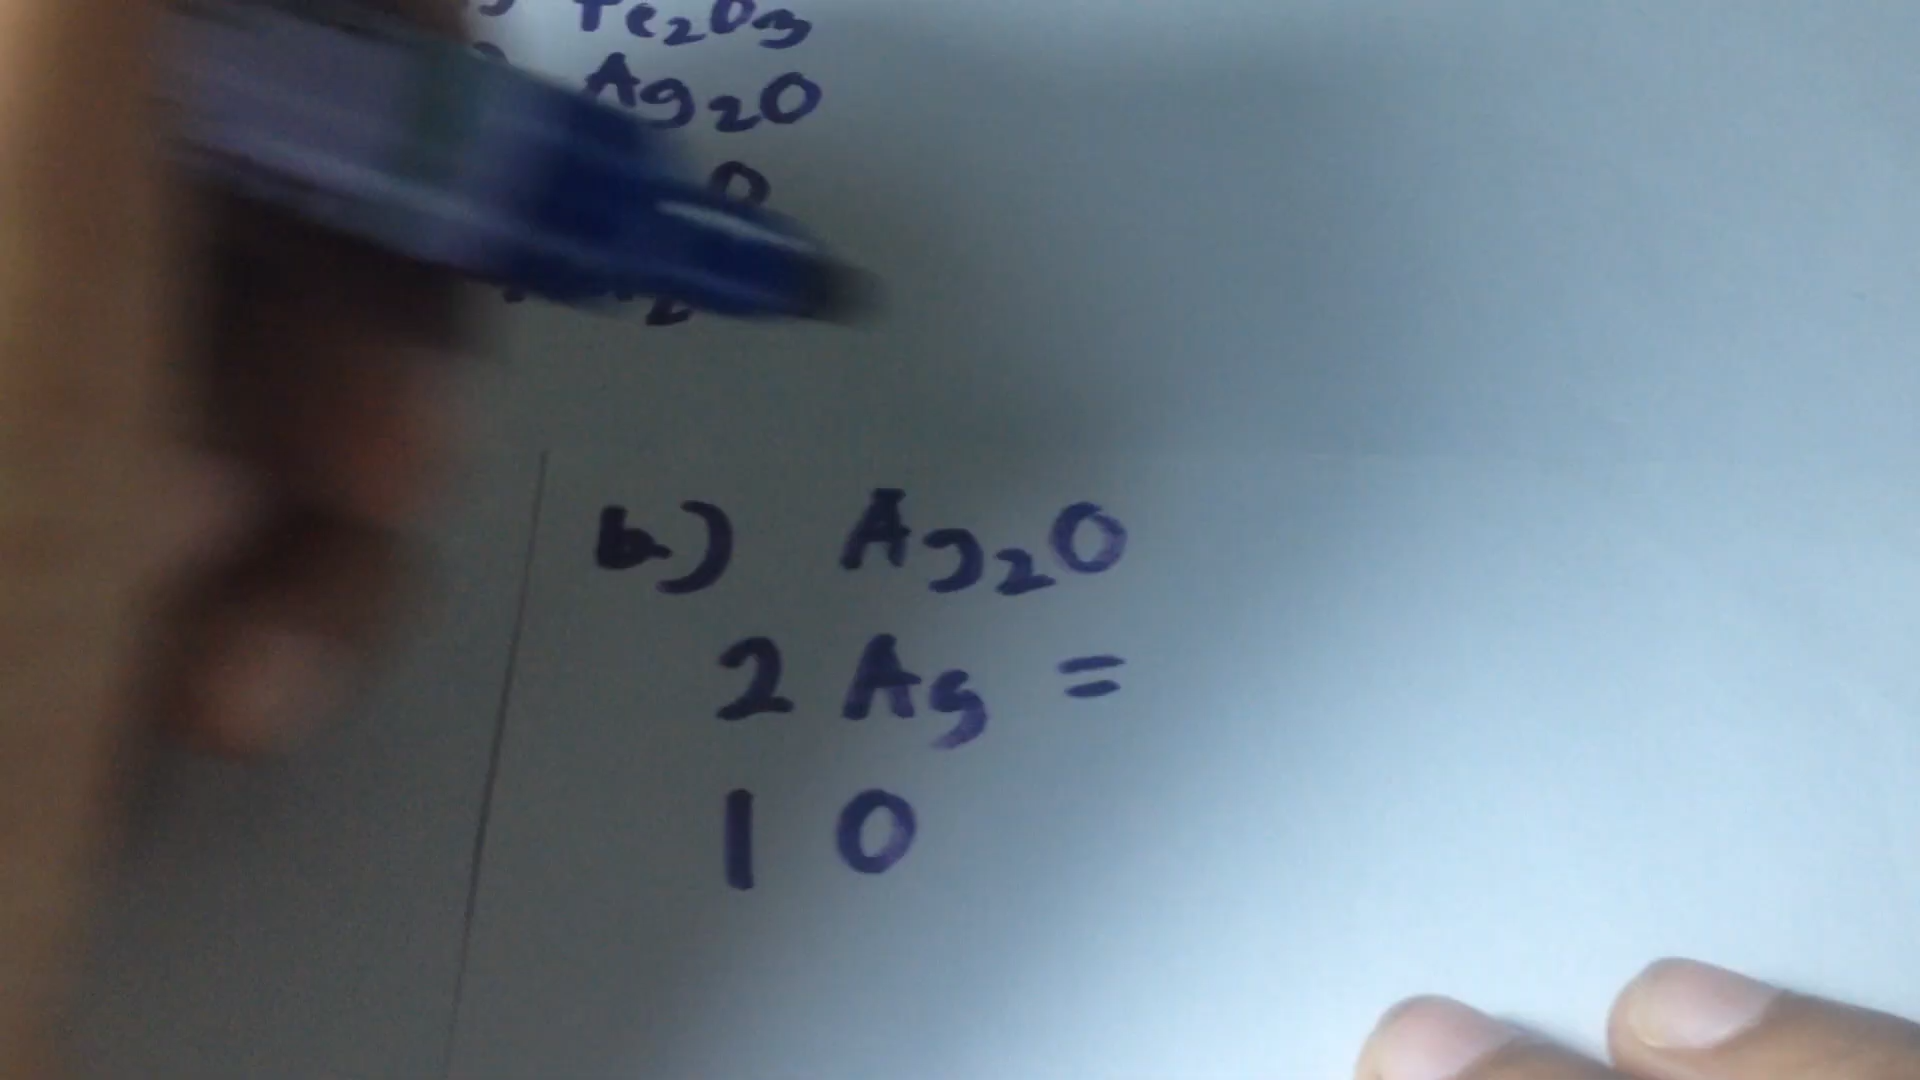 Fe₂O₃
Ag₂O
b) Ag₂O
2 Ag =
1 O